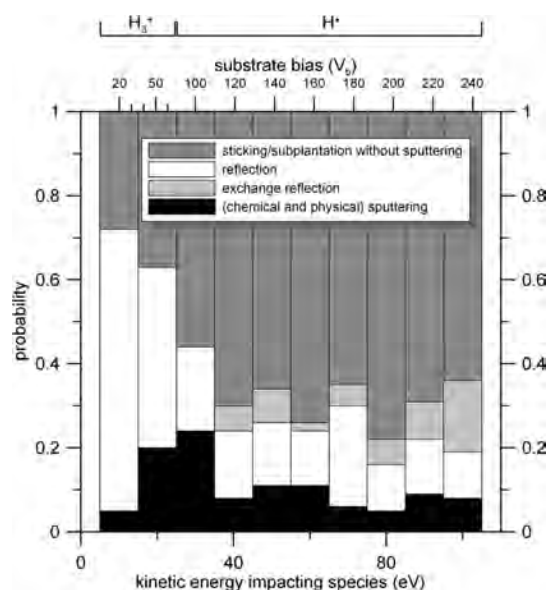 H₃⁺ H⁺
substrate bias (Vb)
20 50 100 120 140 160 180 200 220 240
1 1
sticking/subplantation without sputtering
reflection
exchange reflection
(chemical and physical) sputtering
0.8 0.8
0.6 0.6
probability
0.4 0.4
0.2 0.2
0 0
0 40 80
kinetic energy impacting species (eV)